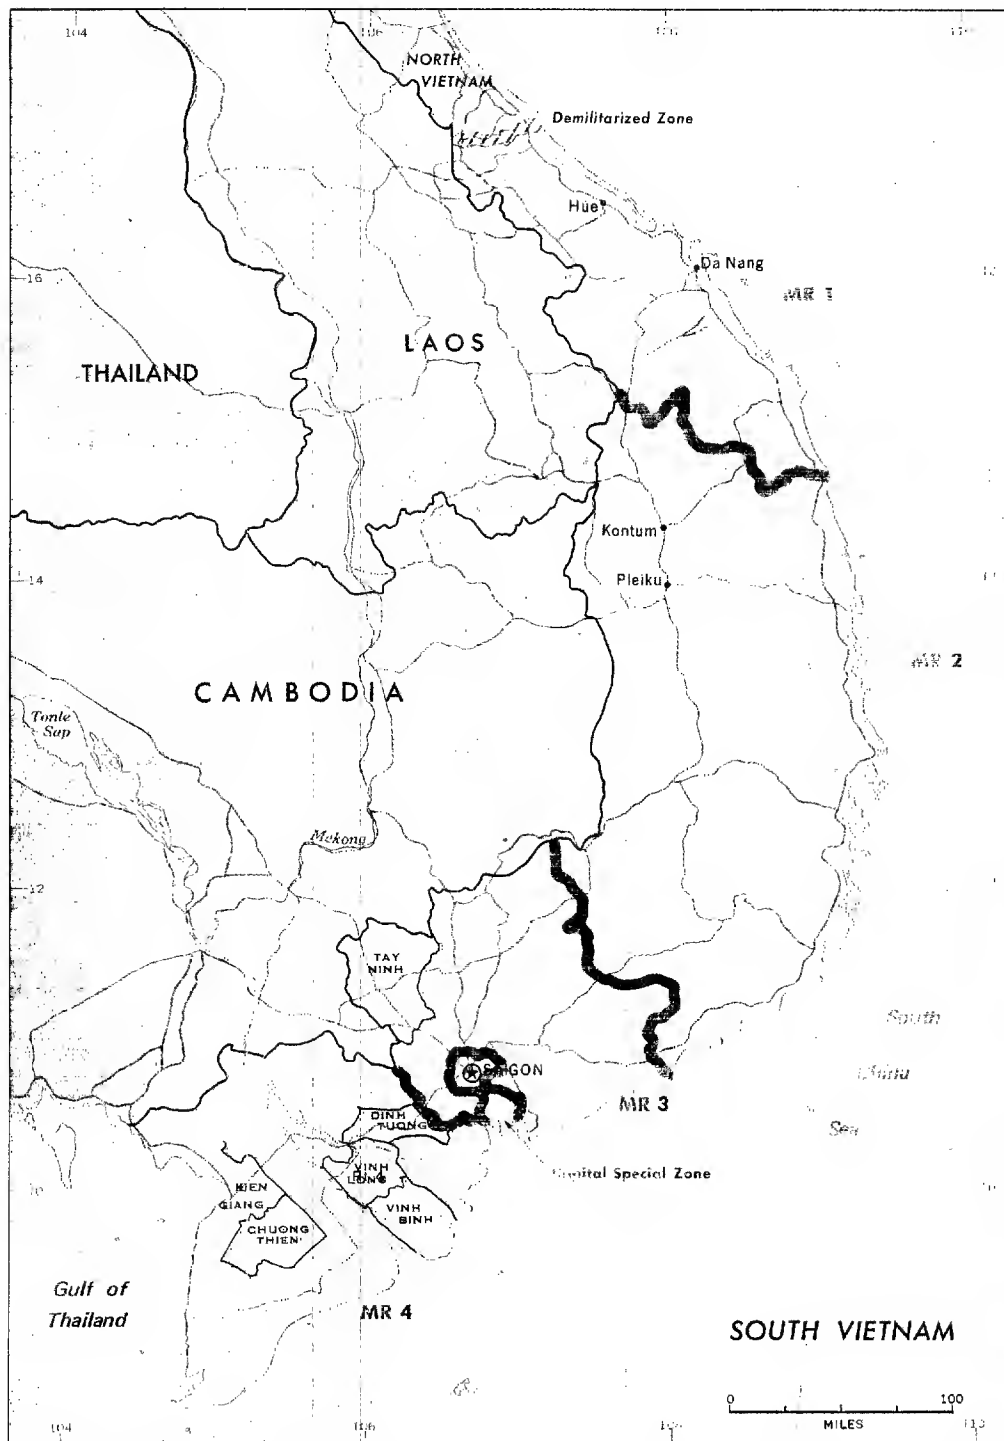 104
106
NORTH
VIETNAM
Demilitarized Zone
Hue
Da Nang
16
MR 1
LAOS
THAILAND
Kontum
Pleiku
14
MR 2
CAMBODIA
Tonle
Sap
Mekong
12
TAY
NINH
South
China
Sea
SAIGON
MR 3
DINH
TUONG
Capital Special Zone
VINH
LONG
KIEN
GIANG
VINH
BINH
CHUONG
THIEN
Gulf of
Thailand
MR 4
SOUTH VIETNAM
0
100
MILES
104
106